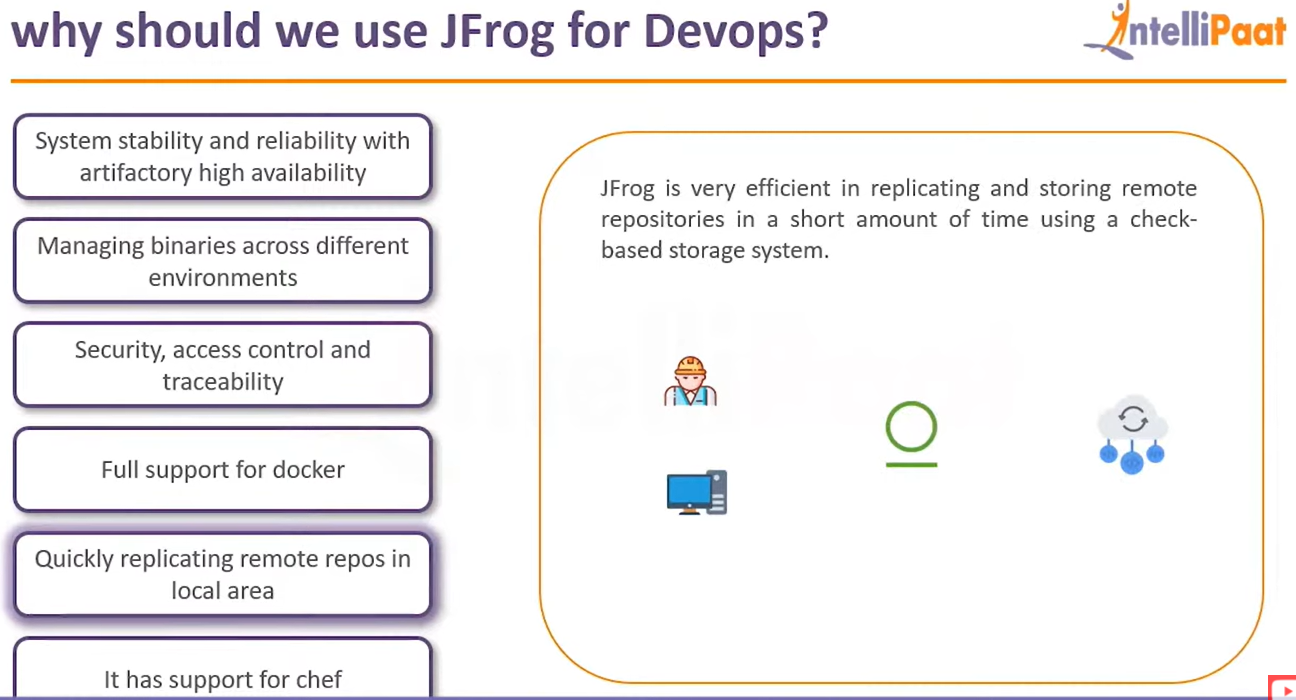 why should we use JFrog for Devops?
IntelliPaat
System stability and reliability with
artifactory high availability
Managing binaries across different
environments
Security, access control and
traceability
Full support for docker
Quickly replicating remote repos in
local area
It has support for chef
JFrog is very efficient in replicating and storing remote
repositories in a short amount of time using a check-
based storage system.